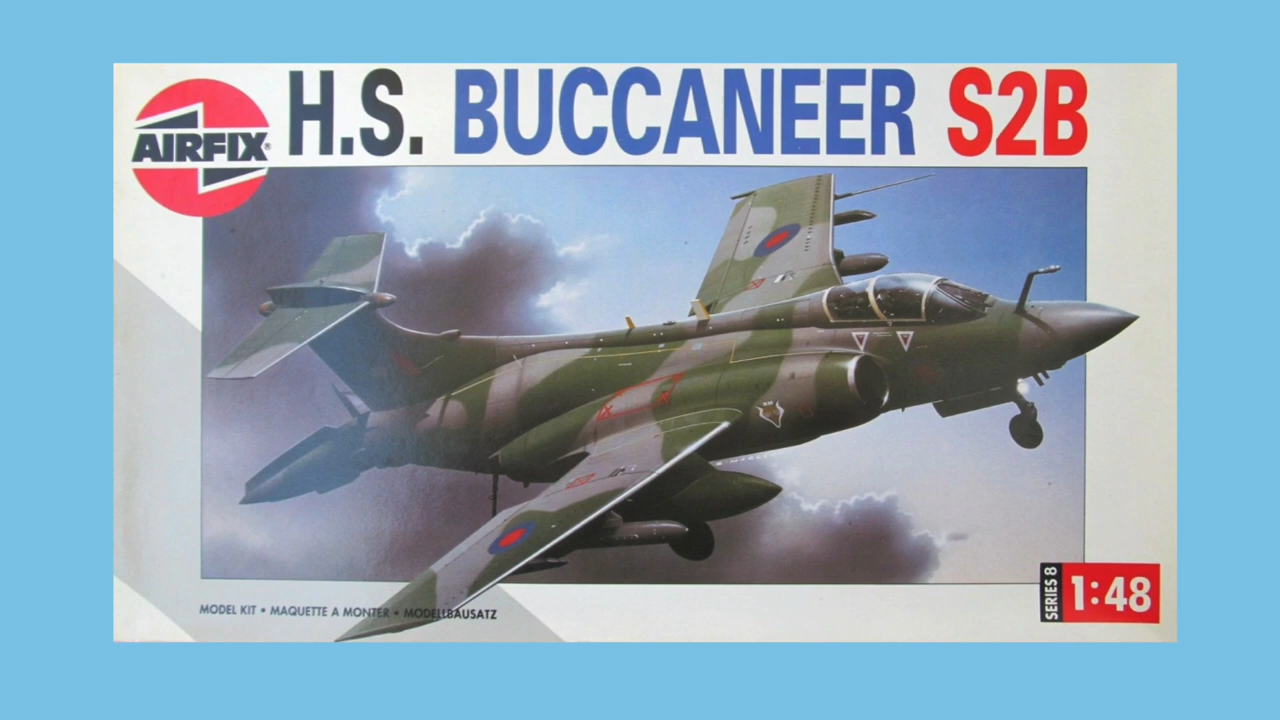 AIRFIX®
H.S. BUCCANEER S2B
MODEL KIT • MAQUETTE A MONTER • MODELLBAUSATZ
SERIES 8
1:48